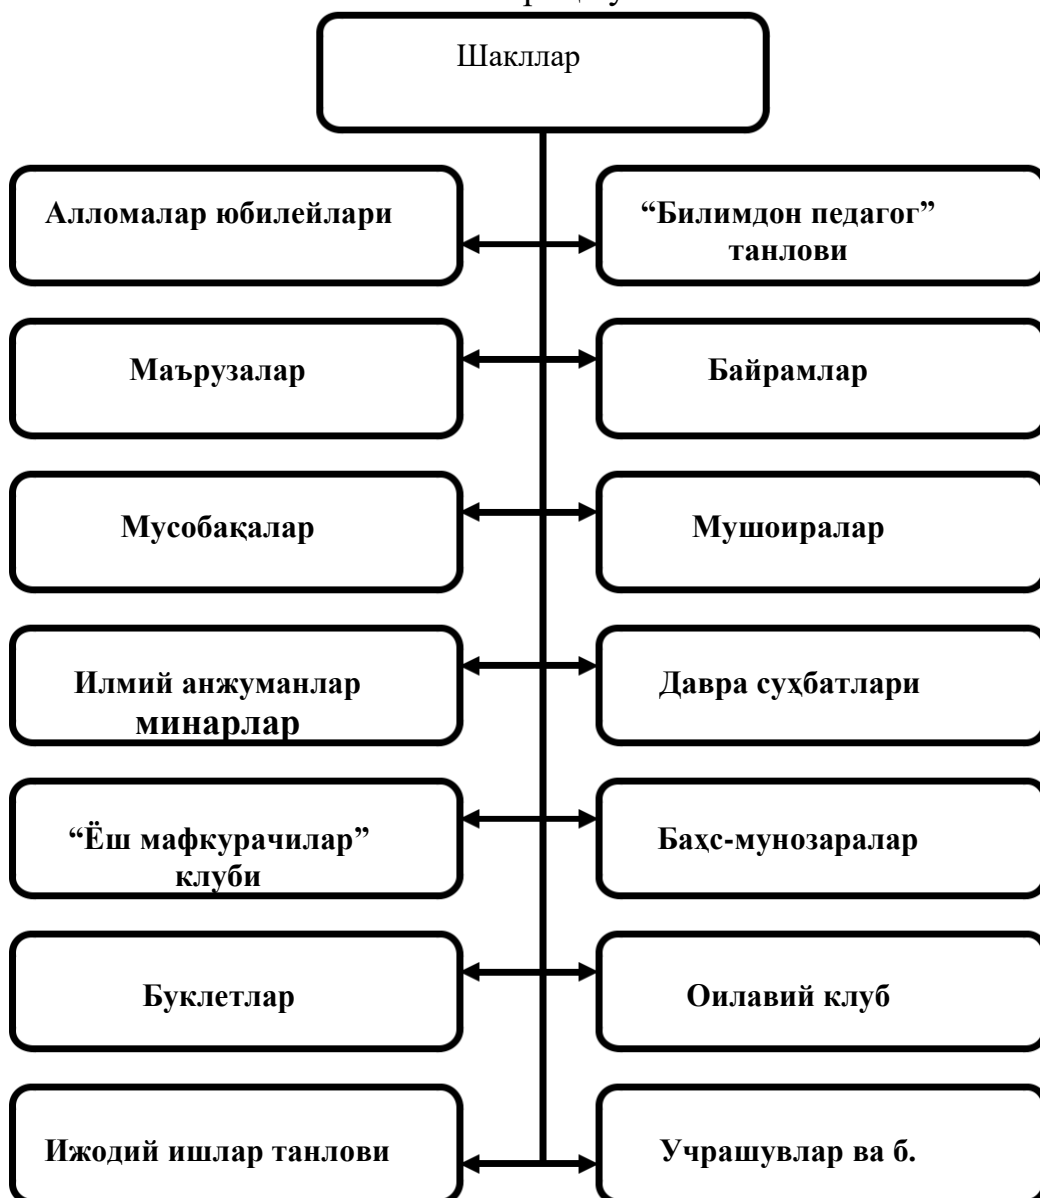 Шакллар
Алломалар юбилейлари
“Билимдон педагог”
танлови
Маърузалар
Байрамлар
Мусобақалар
Мушоиралар
Илмий анжуманлар
минарлар
Давра суҳбатлари
“Ёш мафкурачилар”
клуби
Баҳс-мунозаралар
Буклетлар
Оилавий клуб
Ижодий ишлар танлови
Учрашувлар ва б.